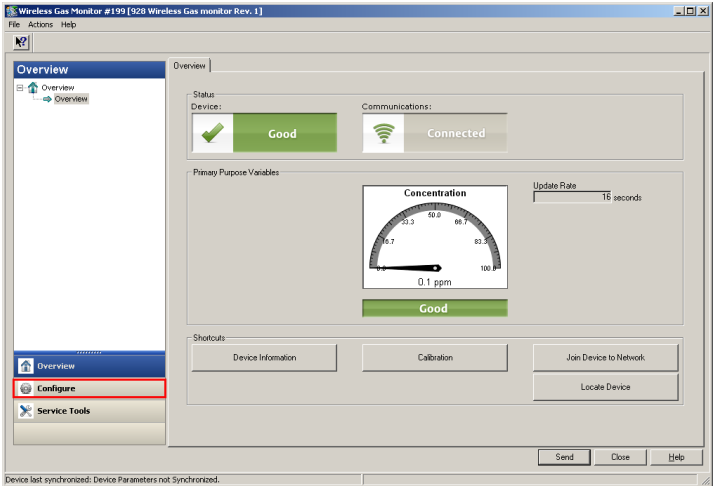 Wireless Gas Monitor #199 [928 Wireless Gas monitor Rev. 1]
File Actions Help
Overview
Overview
Overview
Overview
Configure
Service Tools
Overview
Status
Device:
Good
Communications:
Connected
Primary Purpose Variables
Concentration
0.0 16.7 33.3 50.0 66.7 83.3 100.0
0.1 ppm
Good
Update Rate
16 seconds
Shortcuts
Device Information
Calibration
Join Device to Network
Locate Device
Send Close Help
Device last synchronized: Device Parameters not Synchronized.